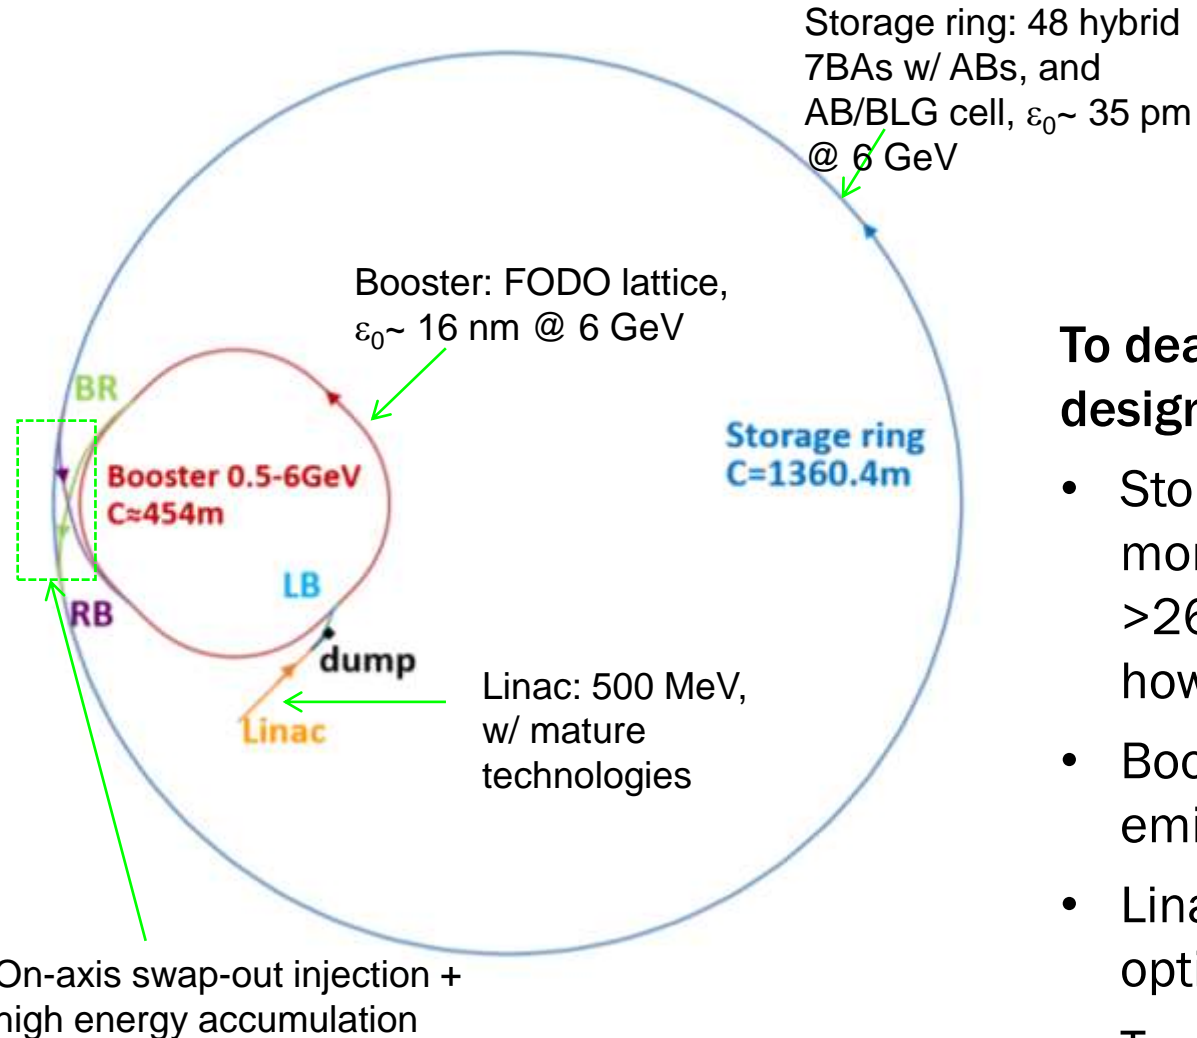 Storage ring: 48 hybrid
7BAs w/ ABs, and
AB/BLG cell, ε0~ 35 pm
@ 6 GeV
Booster: FODO lattice,
ε0~ 16 nm @ 6 GeV
BR
Booster 0.5-6GeV
C≈454m
Storage ring
C=1360.4m
LB
RB
dump
Linac
Linac: 500 MeV,
w/ mature
technologies
On-axis swap-out injection +
high energy accumulation
To dea
design
• Sto
mor
>26
how
• Boo
emi
• Lina
opti